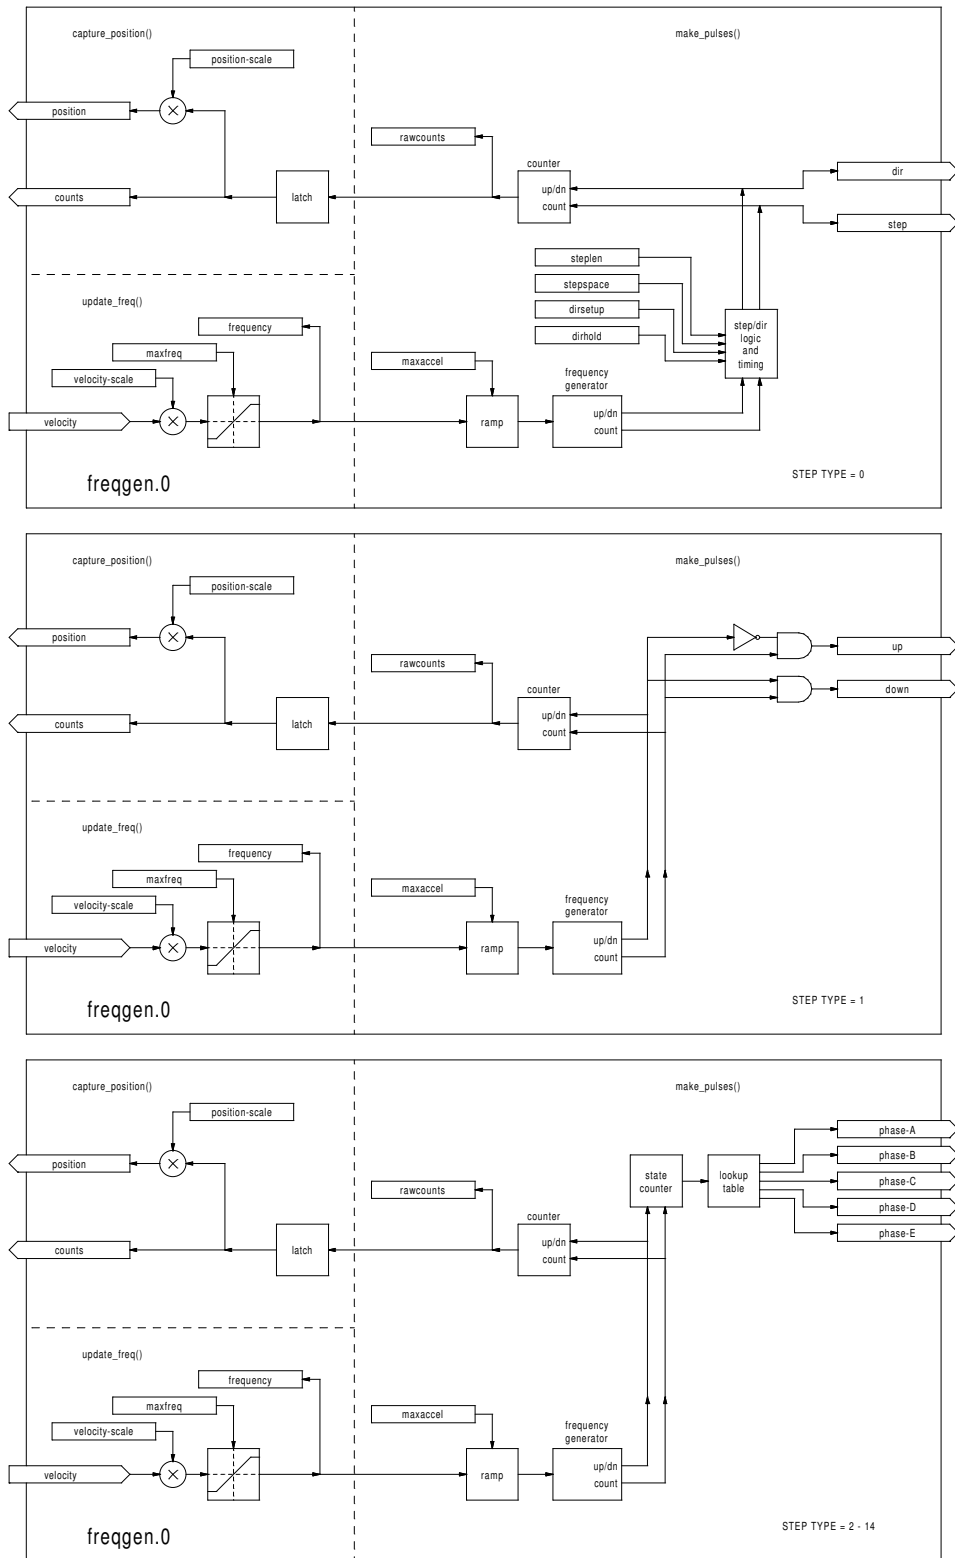 capture_position()
make_pulses()
position-scale
position
rawcounts
counter
up/dn
count
dir
counts
latch
step
steplen
stepspace
dirsetup
dirhold
step/dir
logic
and
timing
update_freq()
frequency
maxfreq
maxaccel
velocity-scale
frequency
generator
velocity
ramp
up/dn
count
freqgen.0
STEP TYPE = 0
capture_position()
make_pulses()
position-scale
position
rawcounts
up
down
counter
up/dn
count
counts
latch
update_freq()
frequency
maxfreq
maxaccel
velocity-scale
frequency
generator
velocity
ramp
up/dn
count
freqgen.0
STEP TYPE = 1
capture_position()
make_pulses()
position-scale
position
rawcounts
state
counter
lookup
table
phase-A
phase-B
phase-C
phase-D
phase-E
counter
up/dn
count
counts
latch
update_freq()
frequency
maxfreq
maxaccel
velocity-scale
frequency
generator
velocity
ramp
up/dn
count
freqgen.0
STEP TYPE = 2 - 14